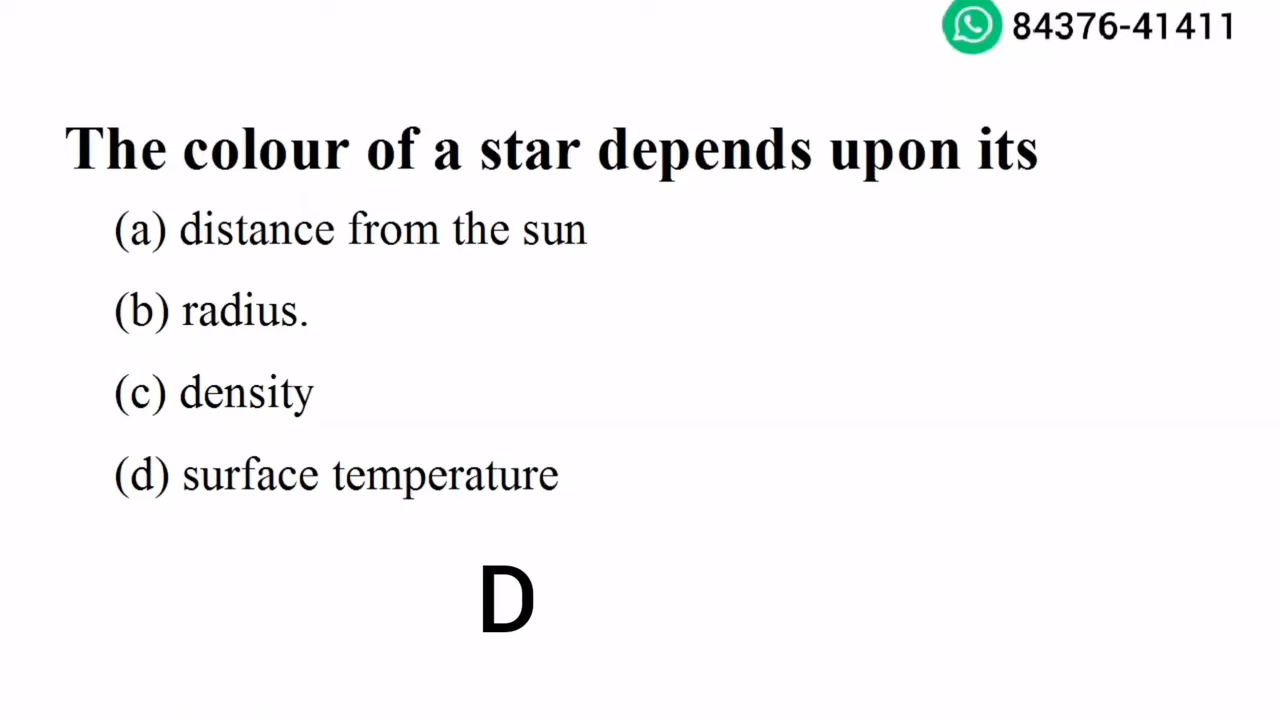 84376-41411
The colour of a star depends upon its
(a) distance from the sun
(b) radius.
(c) density
(d) surface temperature
D